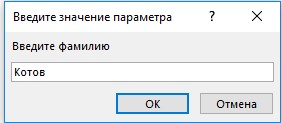 Введите значение параметра ? ×
Введите фамилию
Котов
ОК Отмена